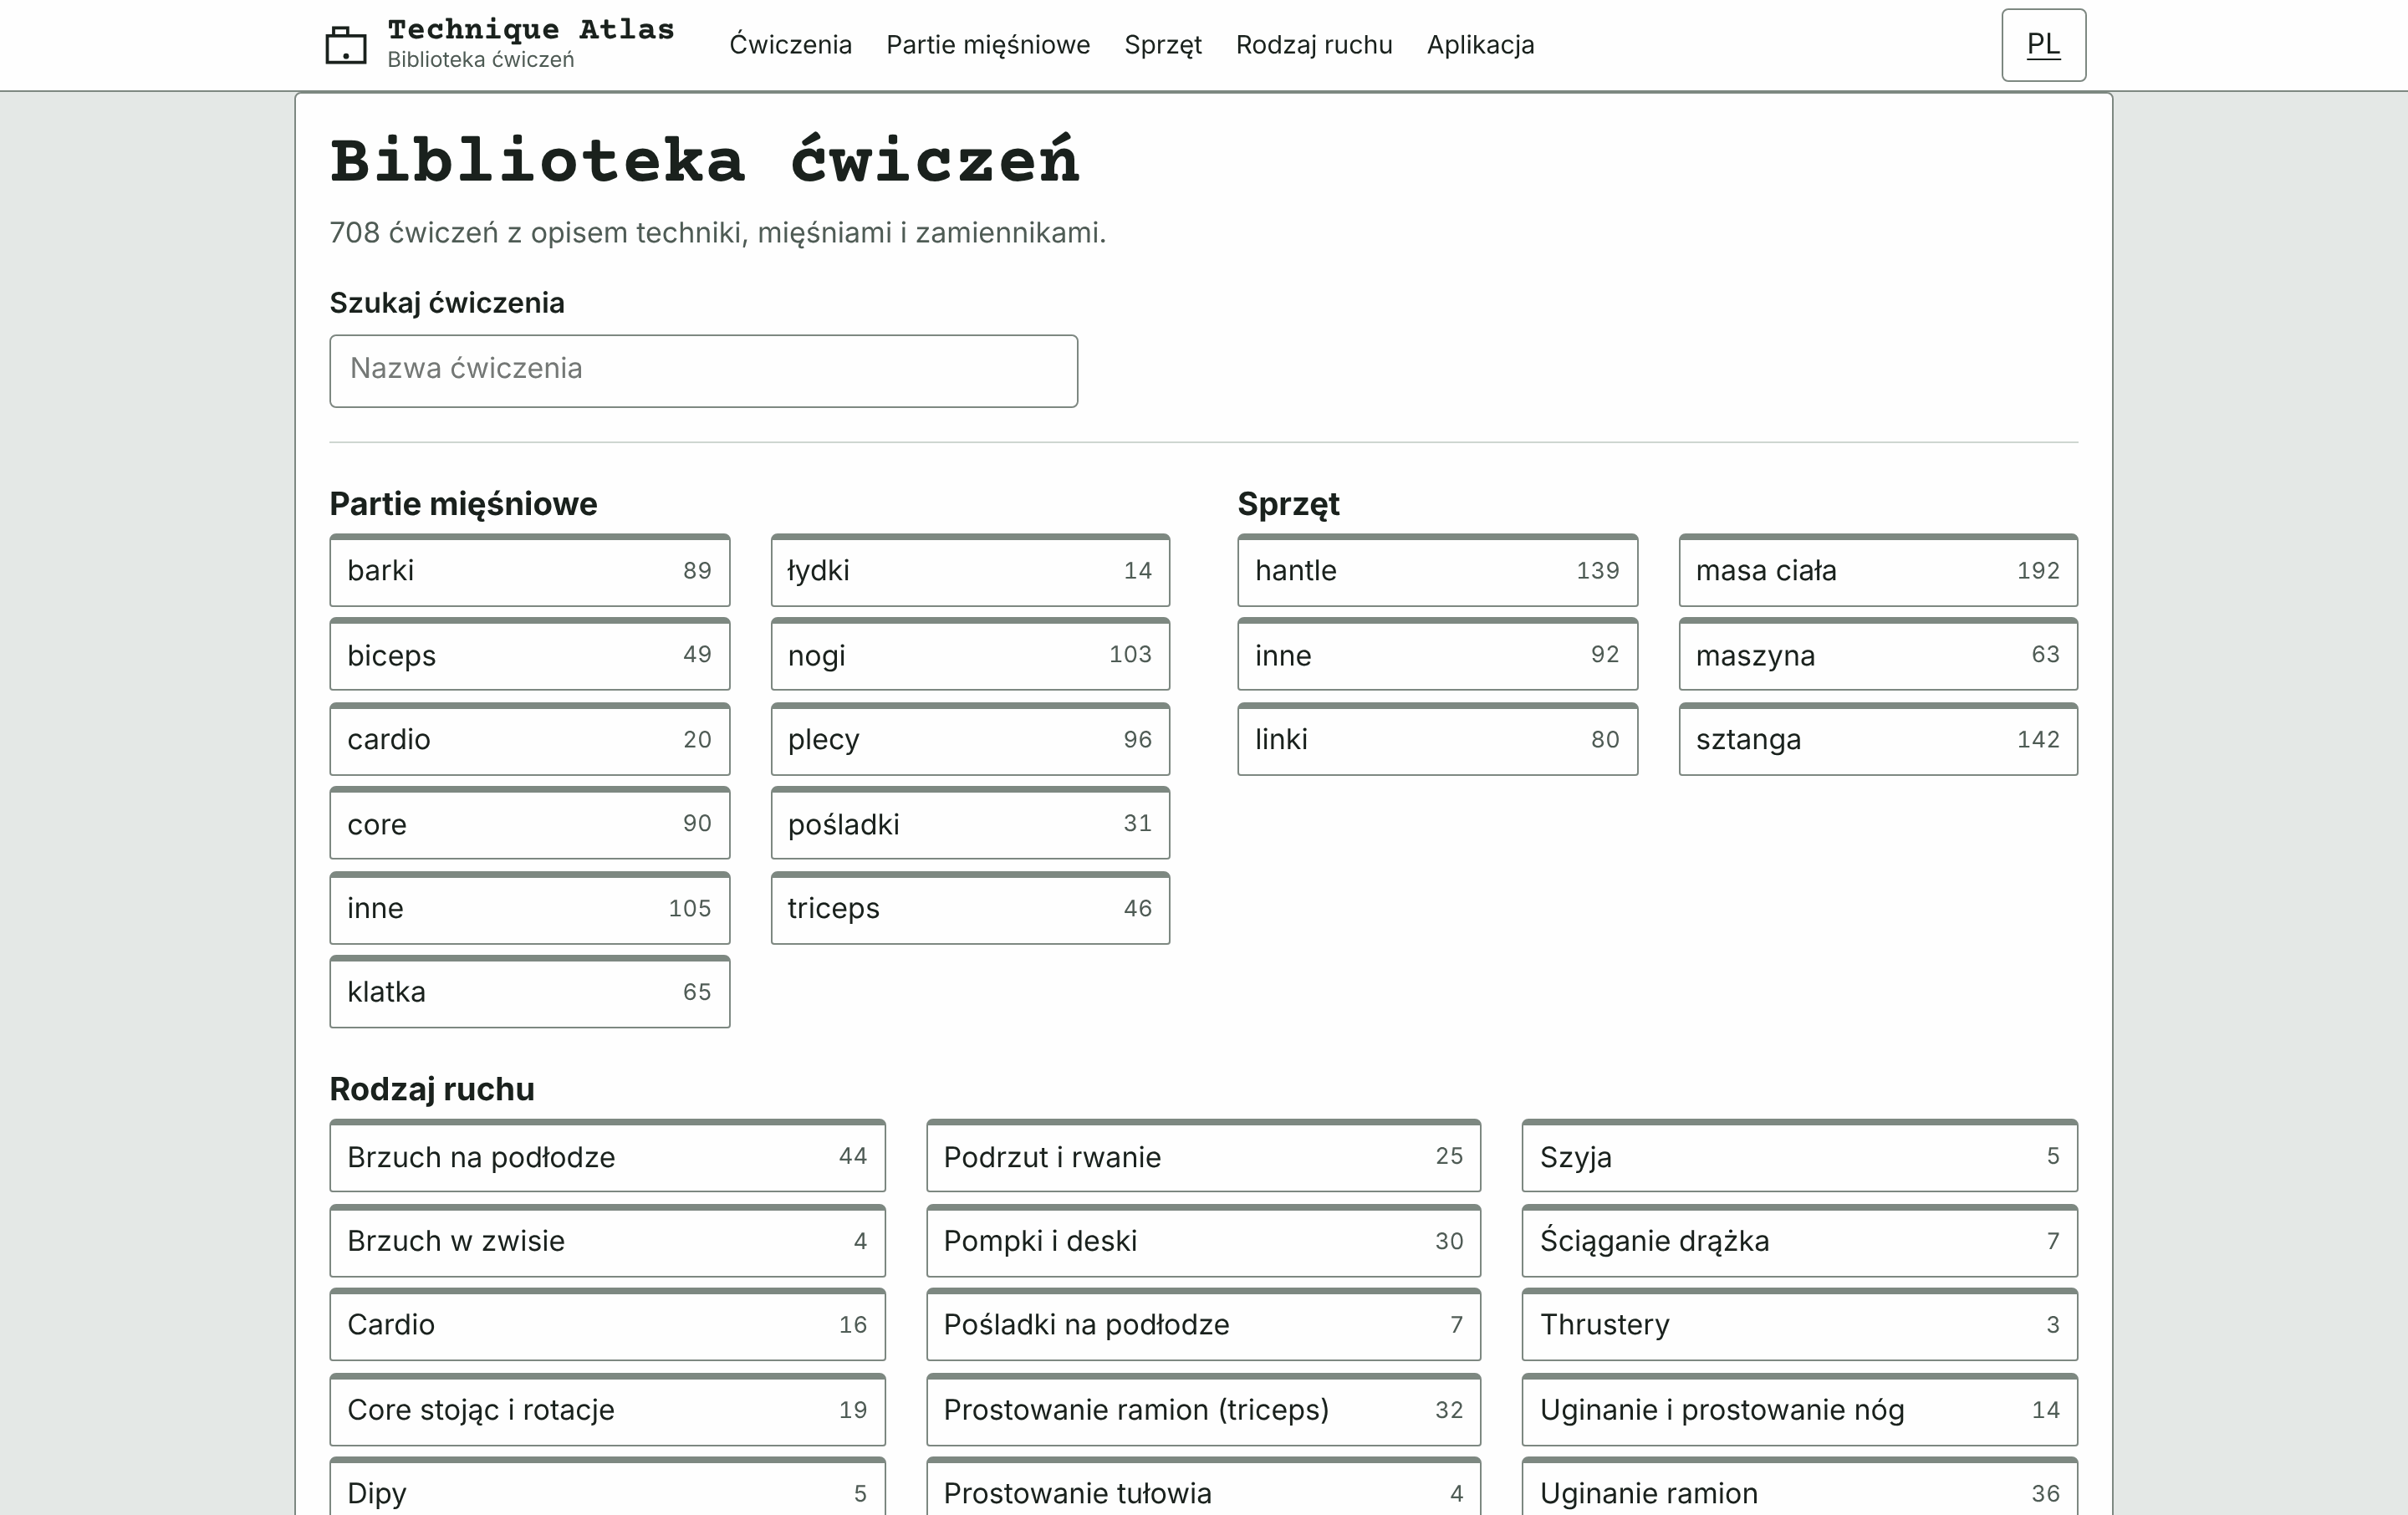 Technique Atlas
Biblioteka ćwiczeń
Ćwiczenia Partie mięśniowe Sprzęt Rodzaj ruchu Aplikacja
PL
Biblioteka ćwiczeń
708 ćwiczeń z opisem techniki, mięśniami i zamiennikami.
Szukaj ćwiczenia
Nazwa ćwiczenia
Partie mięśniowe
barki 89
biceps 49
cardio 20
core 90
inne 105
klatka 65
łydki 14
nogi 103
plecy 96
pośladki 31
triceps 46
Sprzęt
hantle 139
inne 92
linki 80
masa ciała 192
maszyna 63
sztanga 142
Rodzaj ruchu
Brzuch na podłodze 44
Brzuch w zwisie 4
Cardio 16
Core stojąc i rotacje 19
Dipy 5
Podrzut i rwanie 25
Pompki i deski 30
Pośladki na podłodze 7
Prostowanie ramion (triceps) 32
Prostowanie tułowia 4
Szyja 5
Ściąganie drążka 7
Thrustery 3
Uginanie i prostowanie nóg 14
Uginanie ramion 36